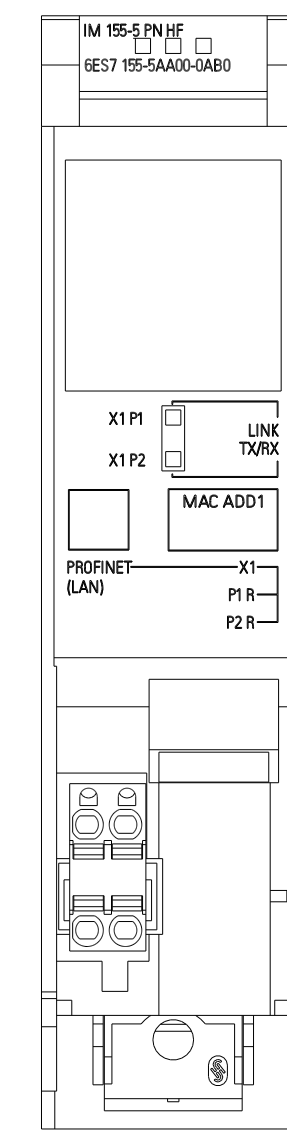 IM 155-5 PN HF
6ES7 155-5AA00-0AB0
X1 P1
LINK
TX/RX
X1 P2
MAC ADD1
PROFINET X1
(LAN)
P1 R
P2 R